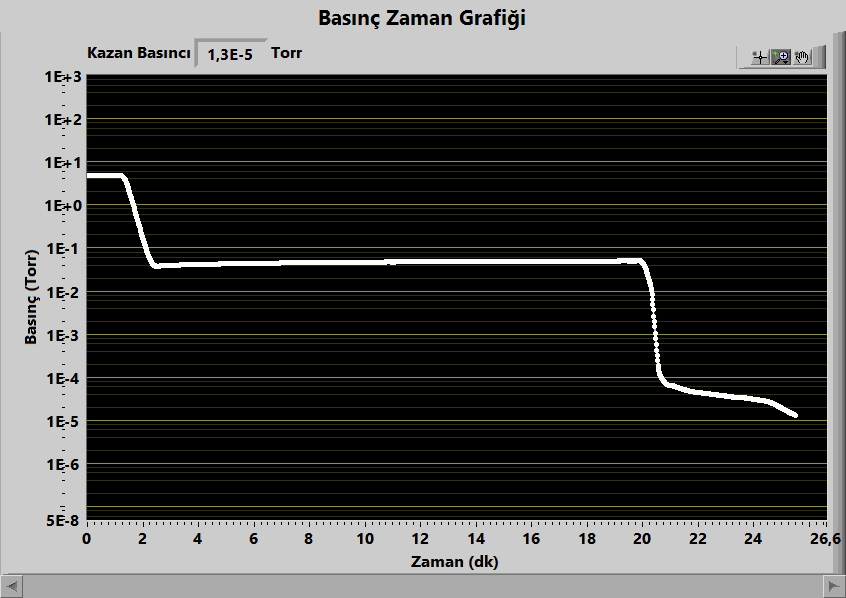 Basınç Zaman Grafiği
Kazan Basıncı 1,3E-5 Torr
1E+3
1E+2
1E+1
1E+0
1E-1
1E-2
1E-3
1E-4
1E-5
1E-6
5E-8
Basınç (Torr)
0 2 4 6 8 10 12 14 16 18 20 22 24 26,6
Zaman (dk)